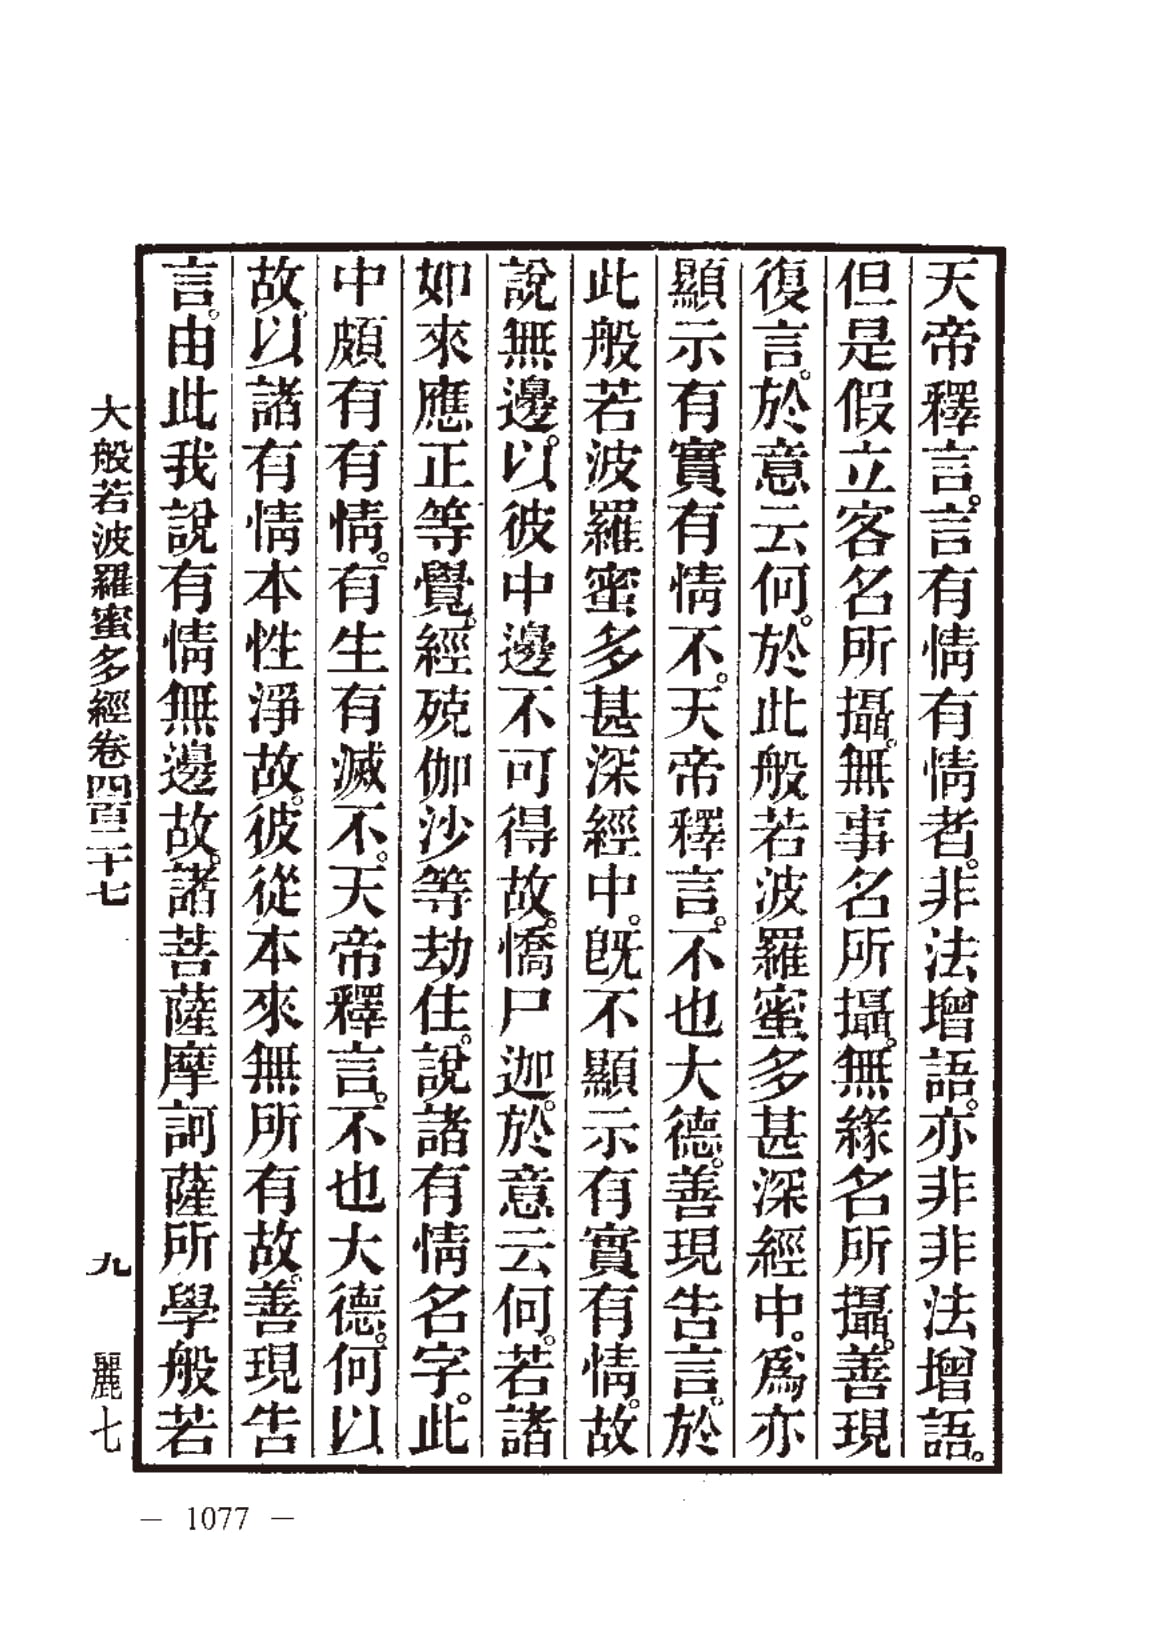 天帝釋言。言有情有情者。非法增語。亦非非法增語。
但是假立客名所攝。無事名所攝。無緣名所攝。善現
復言。於意云何。於此般若波羅蜜多甚深經中。爲亦
顯示有實有情不。天帝釋言。不也大德。善現告言。於
此般若波羅蜜多甚深經中。旣不顯示有實有情。故
說無邊。以彼中邊不可得故。憍尸迦。於意云何。若諸
如來應正等覺。經殑伽沙等劫住。說諸有情名字。此
中頗有有情。有生有滅不。天帝釋言。不也大德。何以
故。以諸有情本性淨故。彼從本來無所有故。善現告
言。由此我說有情無邊故。諸菩薩摩訶薩所學般若
大般若波羅蜜多經卷四百二十七 九 麗七
— 1077 —